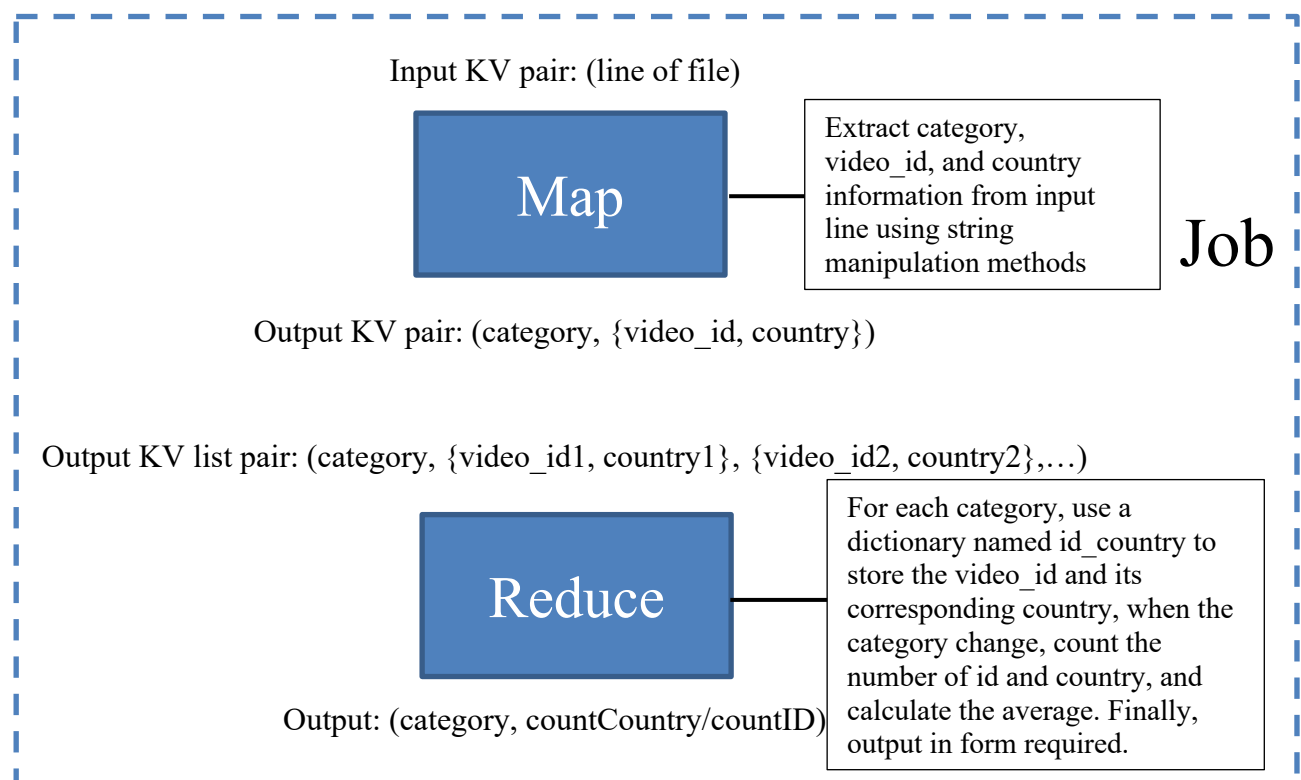 Input KV pair: (line of file)
Map
Extract category,
video_id, and country
information from input
line using string
manipulation methods
Job
Output KV pair: (category, {video_id, country})
Output KV list pair: (category, {video_id1, country1}, {video_id2, country2},…)
Reduce
For each category, use a
dictionary named id_country to
store the video_id and its
corresponding country, when the
category change, count the
number of id and country, and
calculate the average. Finally,
output in form required.
Output: (category, countCountry/countID)